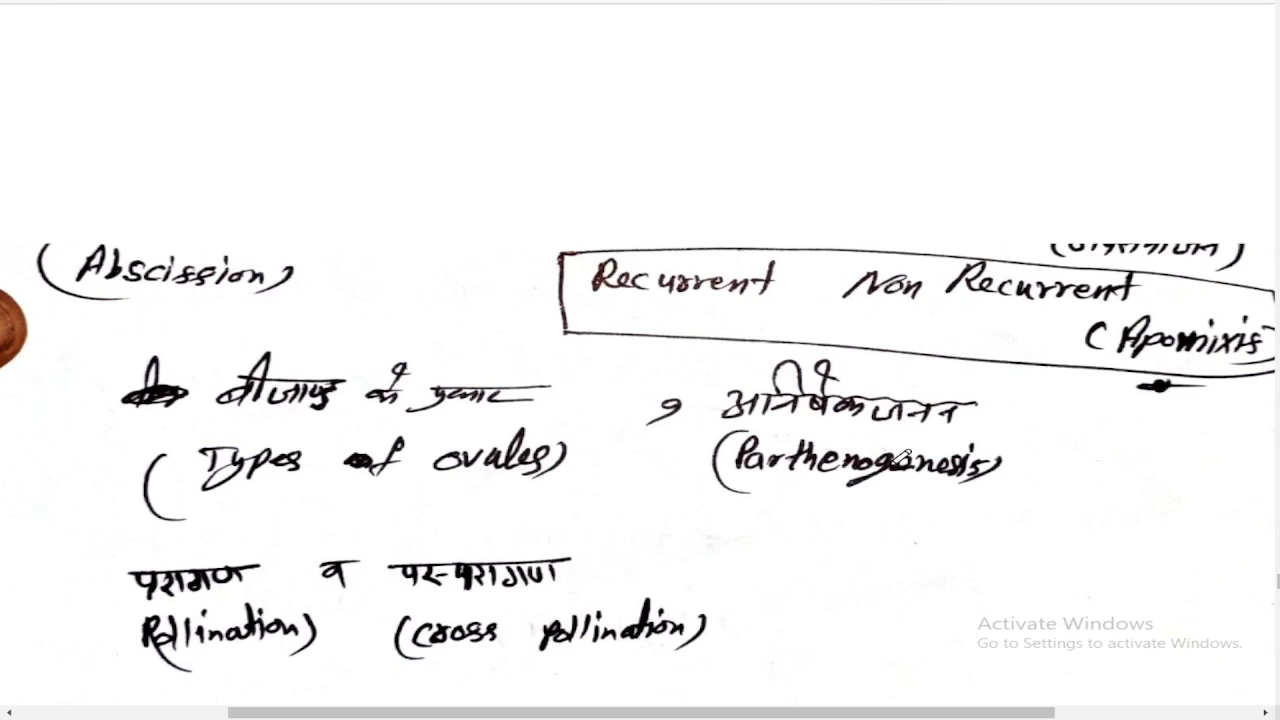 (Abscission)
Recurrent Non Recurrent
(Apomixis
बीजाण्ड के प्रकार
(Types of ovules)
, अनिषेकजनन
(Parthenogenesis)
परागण व पर-परागण
Pollination) (cross pollination)
Activate Windows
Go to Settings to activate Windows.